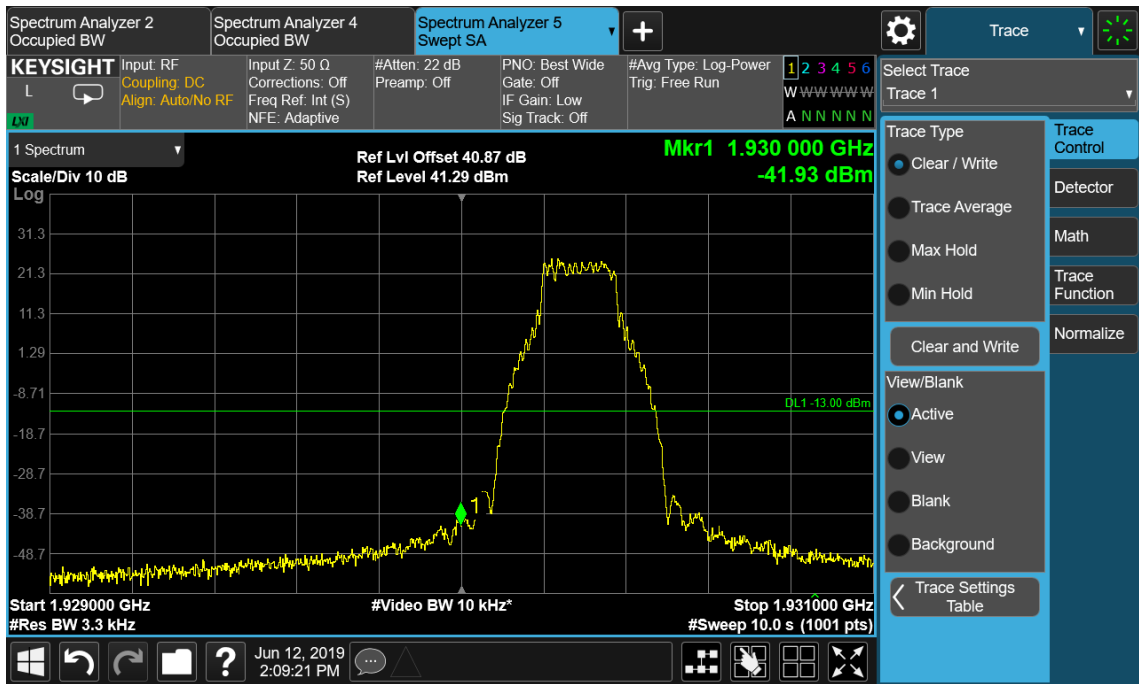 Spectrum Analyzer 2
Occupied BW
Spectrum Analyzer 4
Occupied BW
Spectrum Analyzer 5
Swept SA
Trace
KEYSIGHT
L
LXI
Input: RF
Coupling: DC
Align: Auto/No RF
Input Z: 50 Ω
Corrections: Off
Freq Ref: Int (S)
NFE: Adaptive
#Atten: 22 dB
Preamp: Off
PNO: Best Wide
Gate: Off
IF Gain: Low
Sig Track: Off
#Avg Type: Log-Power
Trig: Free Run
1 2 3 4 5 6
W W W W W W
A N N N N N
Select Trace
Trace 1
1 Spectrum
Scale/Div 10 dB
Log
Ref Lvl Offset 40.87 dB
Ref Level 41.29 dBm
Mkr1 1.930 000 GHz
-41.93 dBm
31.3
21.3
11.3
1.29
-8.71
-18.7
-28.7
-38.7
-48.7
DL1 -13.00 dBm
1
Start 1.929000 GHz
#Res BW 3.3 kHz
#Video BW 10 kHz*
Stop 1.931000 GHz
#Sweep 10.0 s (1001 pts)
Trace Type
Clear / Write
Trace Average
Max Hold
Min Hold
Clear and Write
View/Blank
Active
View
Blank
Background
Trace Settings
Table
Trace
Control
Detector
Math
Trace
Function
Normalize
?
Jun 12, 2019
2:09:21 PM